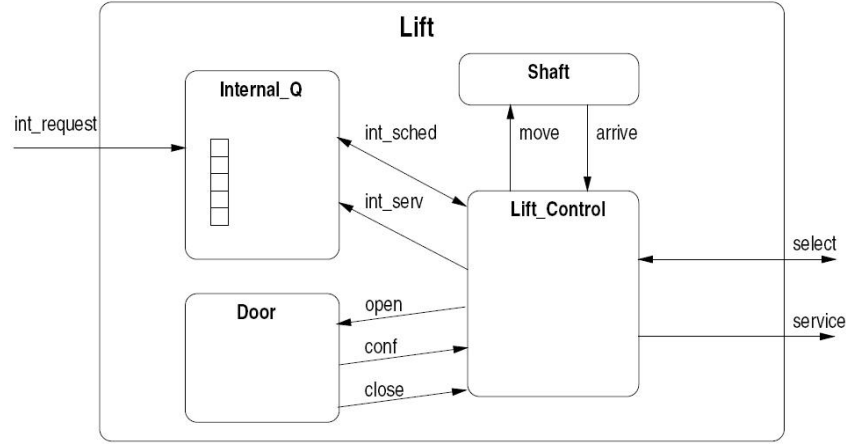 Lift
Shaft
Internal_Q
int_request
int_sched
move
arrive
int_serv
Lift_Control
select
open
Door
service
conf
close